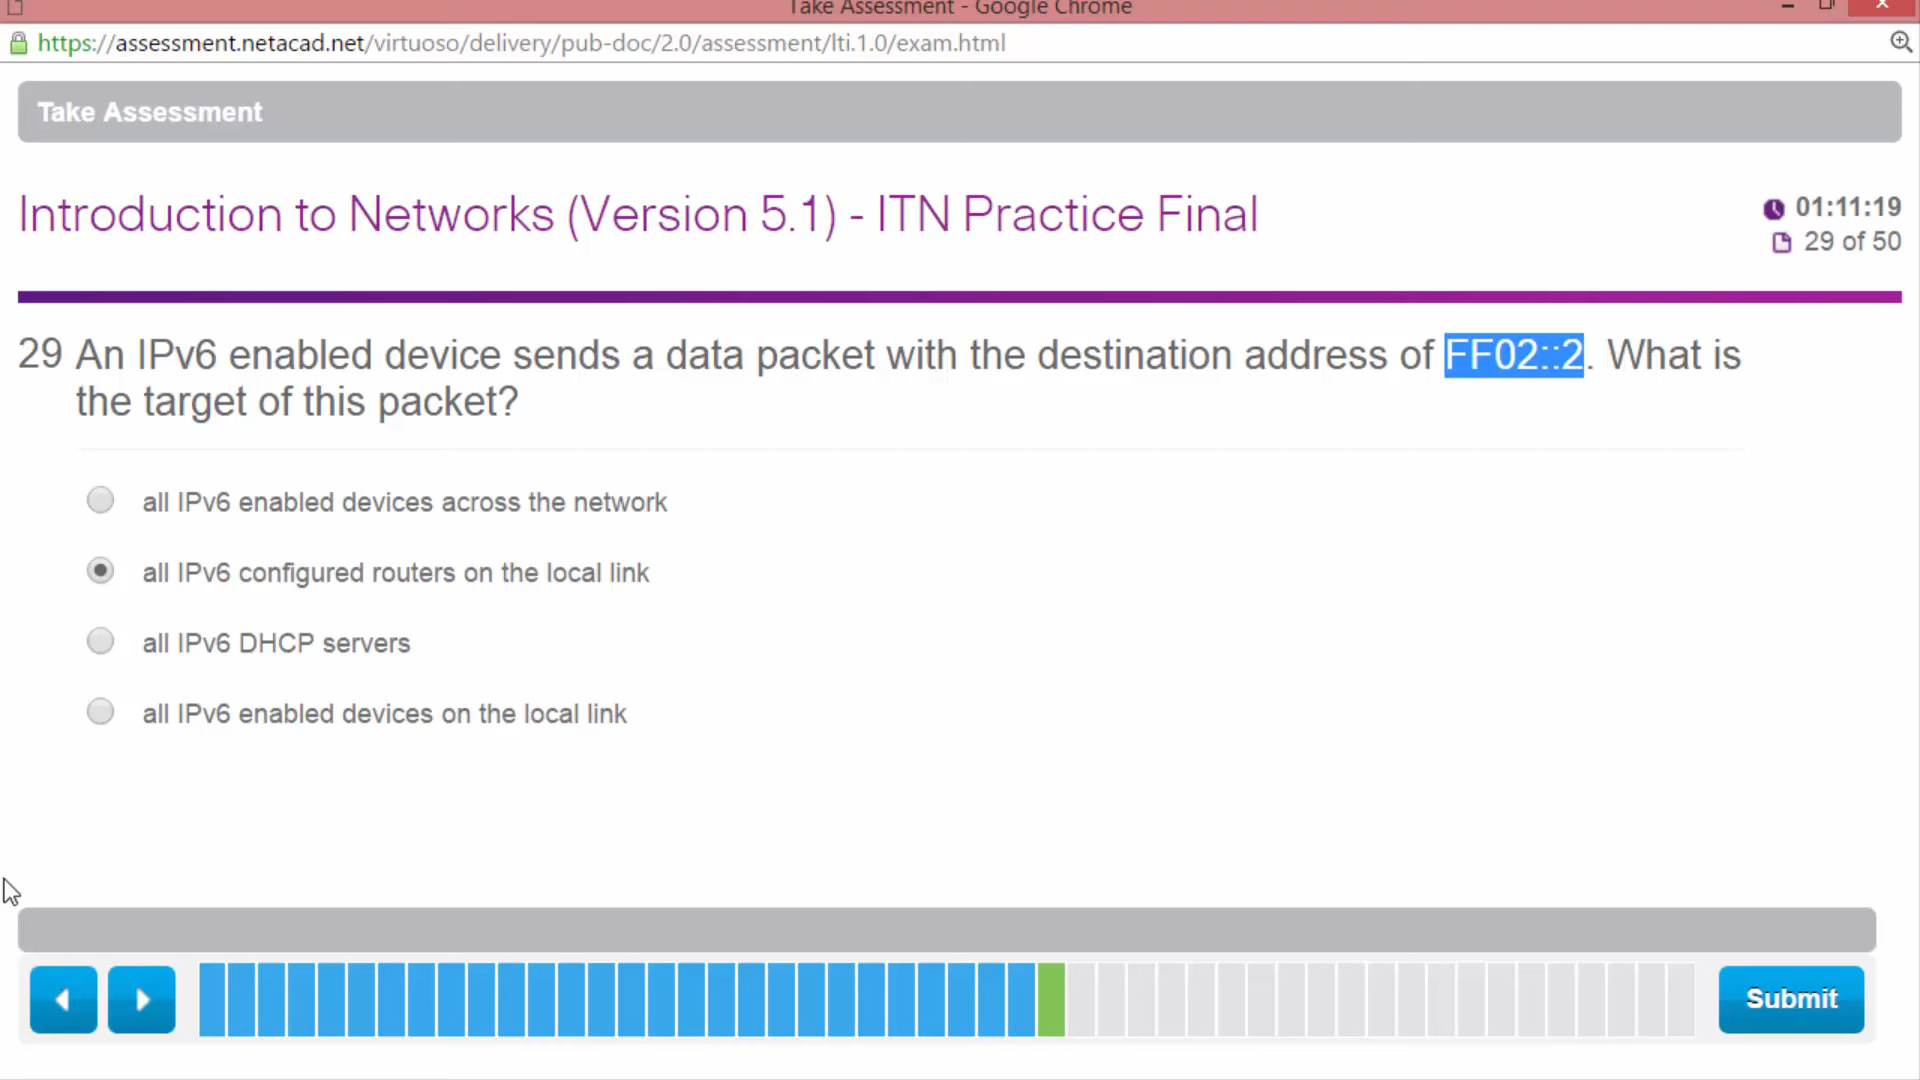 Take Assessment - Google Chrome
https://assessment.netacad.net/virtuoso/delivery/pub-doc/2.0/assessment/lti.1.0/exam.html
Take Assessment
Introduction to Networks (Version 5.1) - ITN Practice Final
01:11:19
29 of 50
29 An IPv6 enabled device sends a data packet with the destination address of FF02::2. What is
the target of this packet?
all IPv6 enabled devices across the network
all IPv6 configured routers on the local link
all IPv6 DHCP servers
all IPv6 enabled devices on the local link
Submit